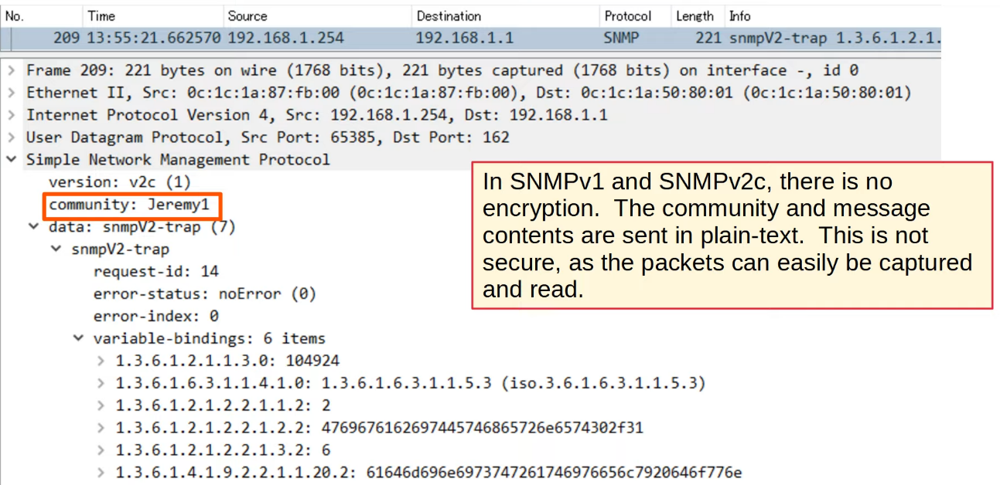 No. Time Source Destination Protocol Length Info
209 13:55:21.662570 192.168.1.254 192.168.1.1 SNMP 221 snmpV2-trap 1.3.6.1.2.1.
Frame 209: 221 bytes on wire (1768 bits), 221 bytes captured (1768 bits) on interface -, id 0
Ethernet II, Src: 0c:1c:1a:87:fb:00 (0c:1c:1a:87:fb:00), Dst: 0c:1c:1a:50:80:01 (0c:1c:1a:50:80:01)
Internet Protocol Version 4, Src: 192.168.1.254, Dst: 192.168.1.1
User Datagram Protocol, Src Port: 65385, Dst Port: 162
Simple Network Management Protocol
version: v2c (1)
community: Jeremy1
data: snmpV2-trap (7)
snmpV2-trap
request-id: 14
error-status: noError (0)
error-index: 0
variable-bindings: 6 items
1.3.6.1.2.1.1.3.0: 104924
1.3.6.1.6.3.1.1.4.1.0: 1.3.6.1.6.3.1.1.5.3 (iso.3.6.1.6.3.1.1.5.3)
1.3.6.1.2.1.2.2.1.1.2: 2
1.3.6.1.2.1.2.2.1.2.2: 4769676162697445746865726e6574302f31
1.3.6.1.2.1.2.2.1.3.2: 6
1.3.6.1.4.1.9.2.2.1.1.20.2: 61646d696e6973747261746976656c7920646f776e
In SNMPv1 and SNMPv2c, there is no
encryption. The community and message
contents are sent in plain-text. This is not
secure, as the packets can easily be captured
and read.